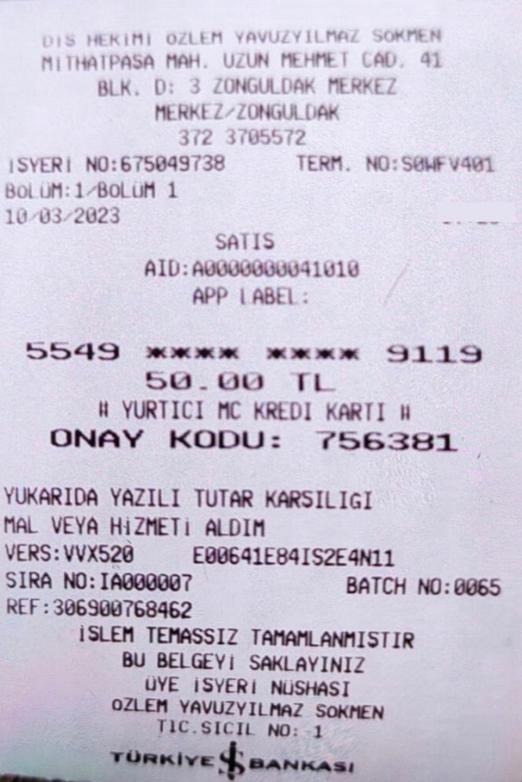 DIS HEKIMI OZLEM YAVUZYILMAZ SOKMEN
MITHATPASA MAH. UZUN MEHMET CAD. 41
BLK. D: 3 ZONGULDAK MERKEZ
MERKEZ/ZONGULDAK
372 3705572
iSYERi NO:675049738 TERM. NO:S0WFV401
BOLUM:1/BOLUM 1
10/03/2023
SATIS
AID:A0000000041010
APP LABEL:
5549 **** **** 9119
50.00 TL
# YURTICI MC KREDI KARTI #
ONAY KODU: 756381
YUKARIDA YAZILI TUTAR KARSILIGI
MAL VEYA HiZMETi ALDIM
VERS:VVX520 E00641E84IS2E4N11
SIRA NO:IA000007 BATCH NO:0065
REF:306900768462
iSLEM TEMASSIZ TAMAMLANMISTIR
BU BELGEYi SAKLAYINIZ
ÜYE iSYERi NÜSHASI
OZLEM YAVUZYILMAZ SOKMEN
TIC.SICIL NO: 1
TÜRKİYE İŞ BANKASI